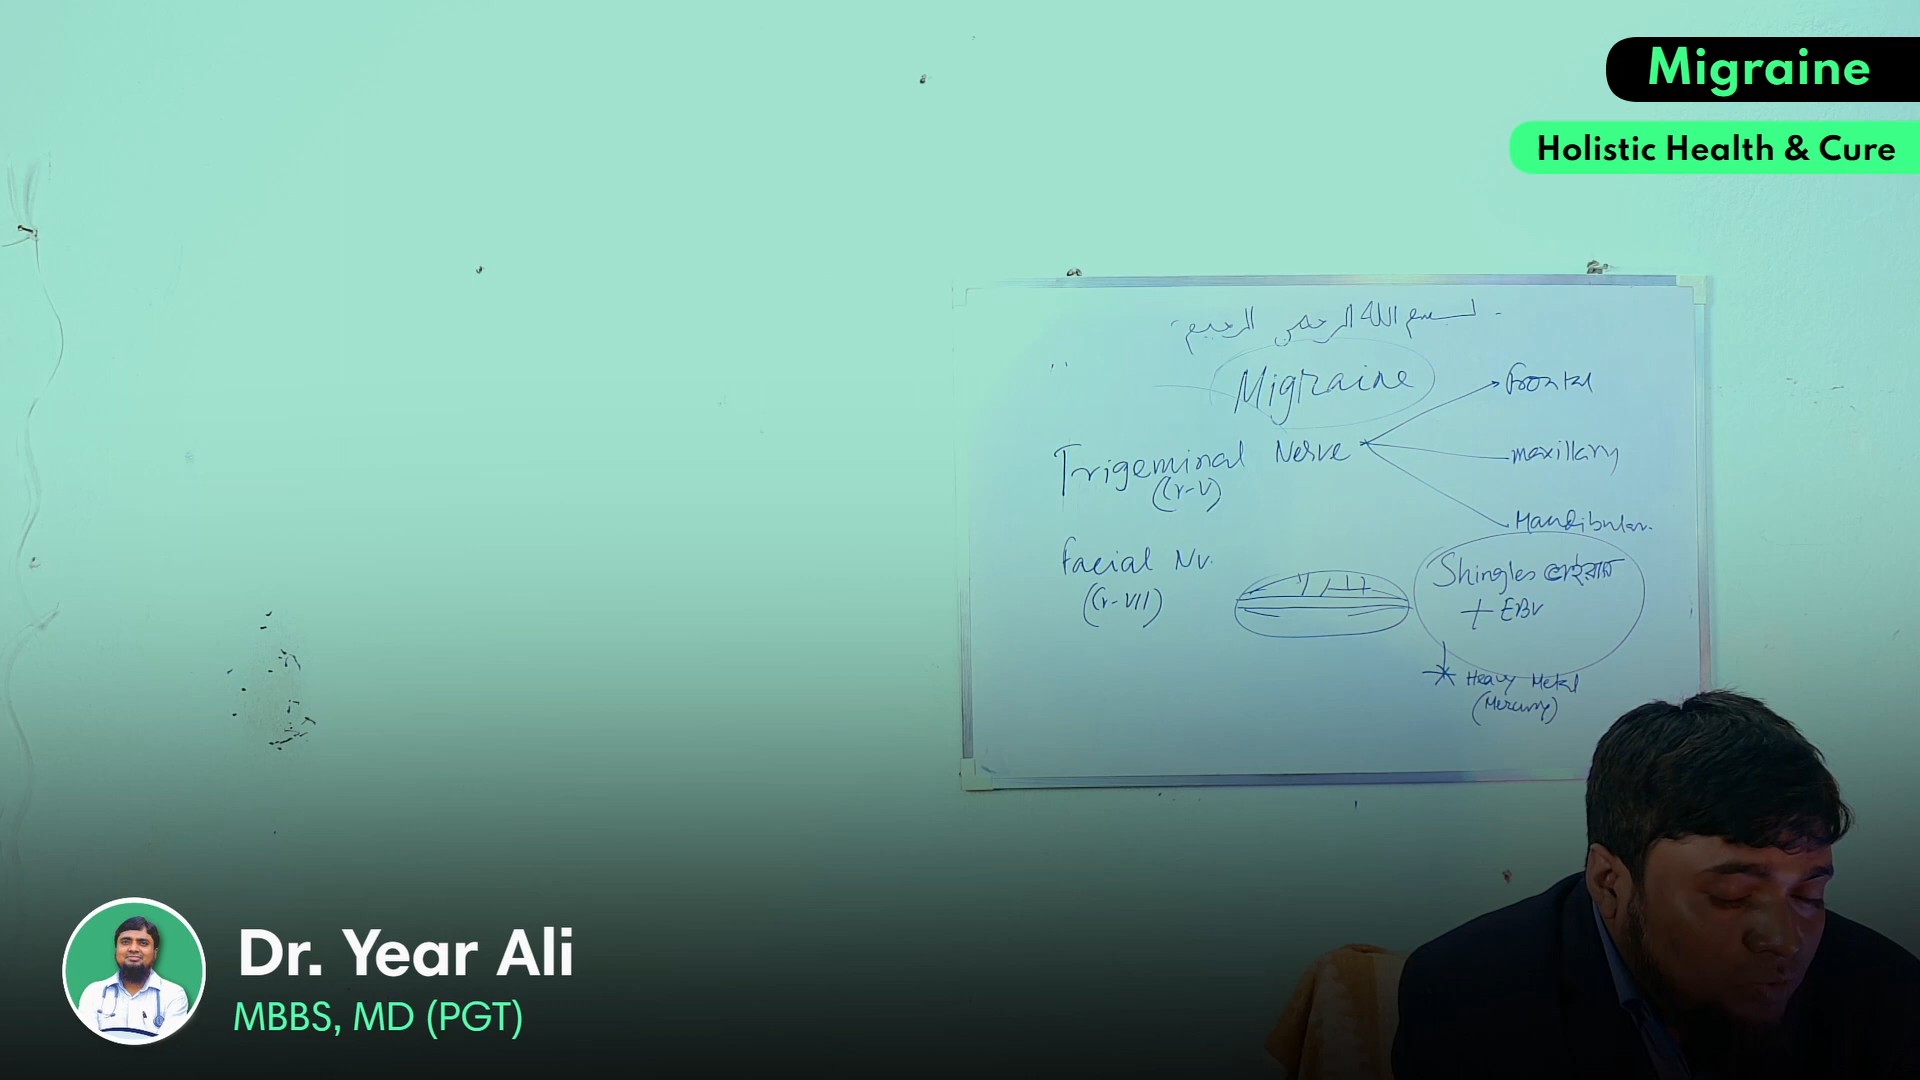 Migraine
Holistic Health & Cure
بسم الله الرحمن الرحيم
Migraine
Frontal
Trigeminal Nerve
maxillary
(Cr-V)
Mandibular.
Facial Nv.
(Cr-VII)
Shingles ভাইরাস
+ EBV
* Heavy Metal
(Mercury)
Dr. Year Ali
MBBS, MD (PGT)